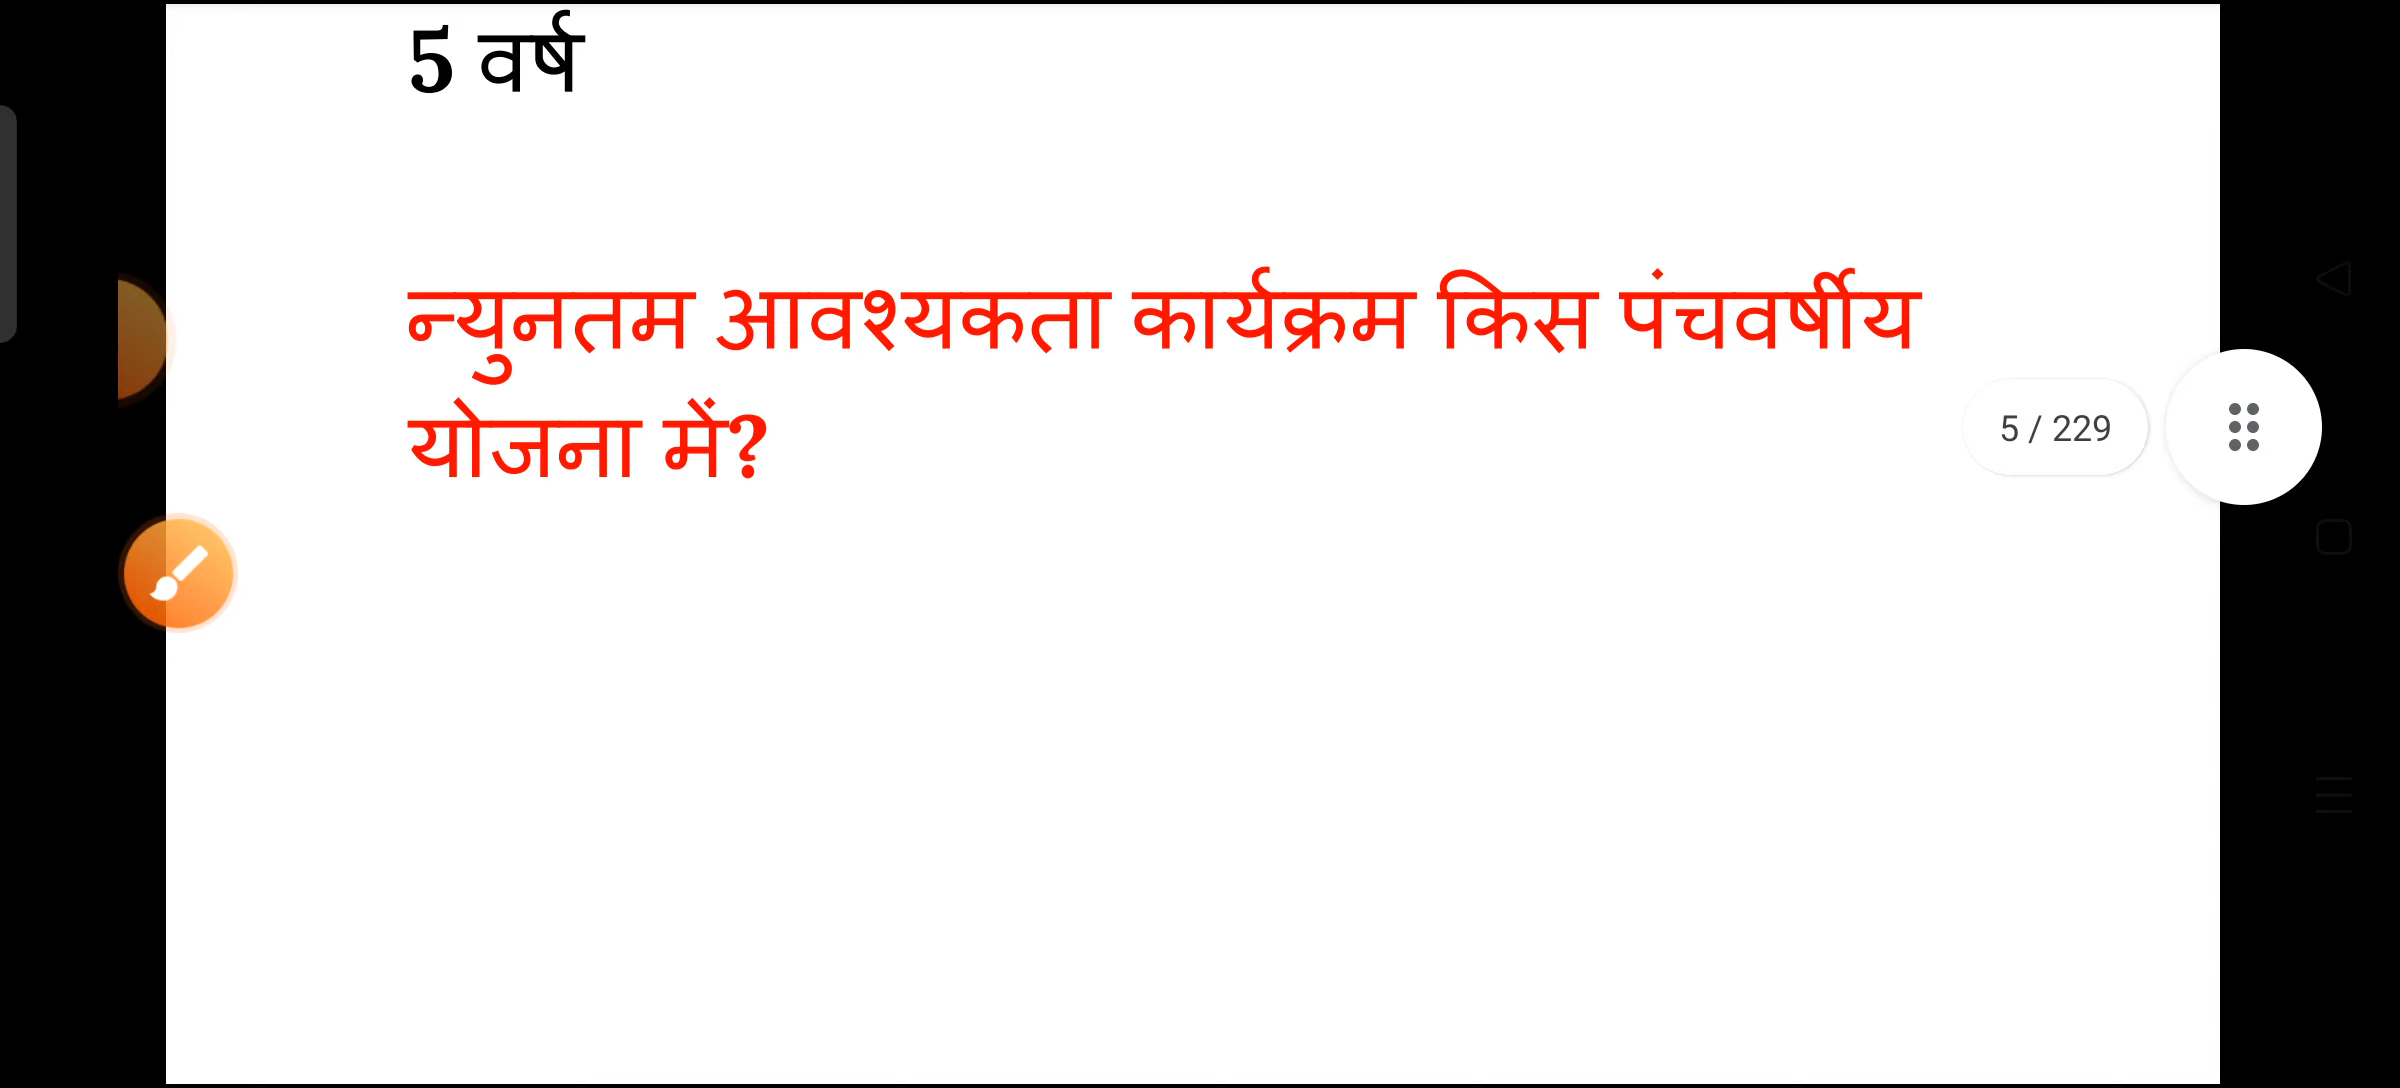 5 वर्ष
न्युनतम आवश्यकता कार्यक्रम किस पंचवर्षीय
योजना में?
5 / 229